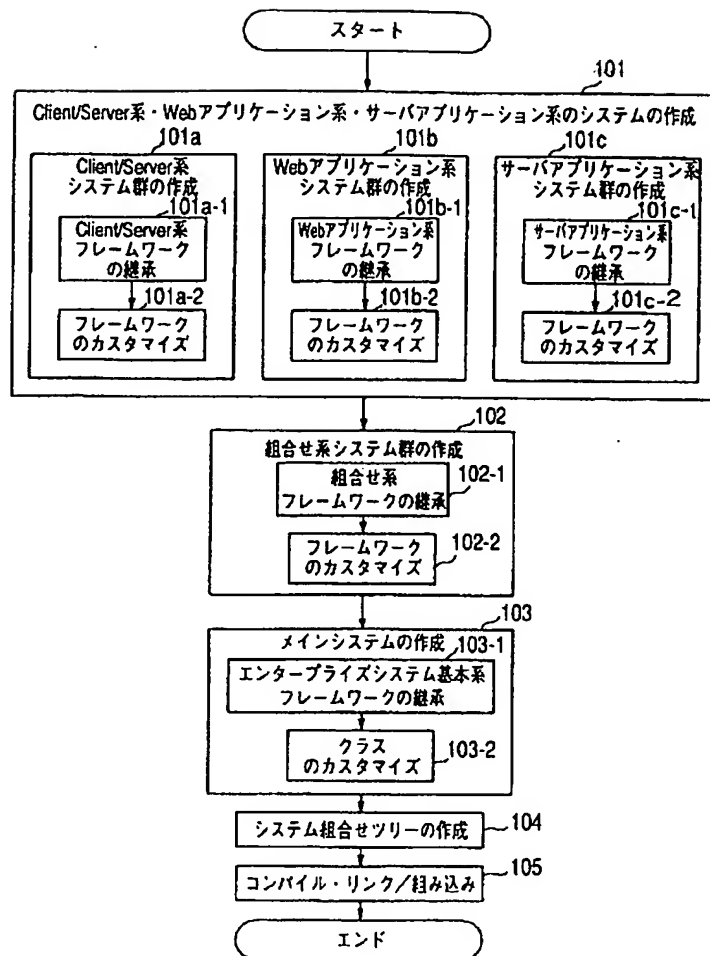 スタート
101
Client/Server系・Webアプリケーション系・サーバアプリケーション系のシステムの作成
101a
Client/Server系
システム群の作成
101a-1
Client/Server系
フレームワーク
の継承
101a-2
フレームワーク
のカスタマイズ
101b
Webアプリケーション系
システム群の作成
101b-1
Webアプリケーション系
フレームワーク
の継承
101b-2
フレームワーク
のカスタマイズ
101c
サーバアプリケーション系
システム群の作成
101c-1
サーバアプリケーション系
フレームワーク
の継承
101c-2
フレームワーク
のカスタマイズ
102
組合せ系システム群の作成
102-1
組合せ系
フレームワークの継承
102-2
フレームワーク
のカスタマイズ
103
メインシステムの作成
103-1
エンタープライズシステム基本系
フレームワークの継承
103-2
クラス
のカスタマイズ
システム組合せツリーの作成
104
コンパイル・リンク/組み込み
105
エンド